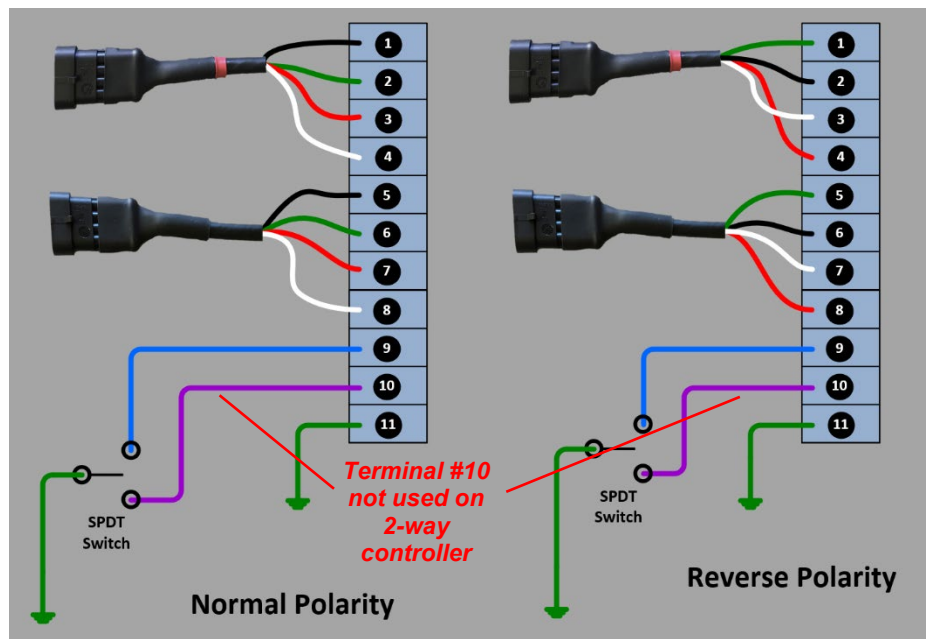 1
2
3
4
5
6
7
8
9
10
11
SPDT
Switch
Normal Polarity
Terminal #10
not used on
2-way
controller
1
2
3
4
5
6
7
8
9
10
11
SPDT
Switch
Reverse Polarity